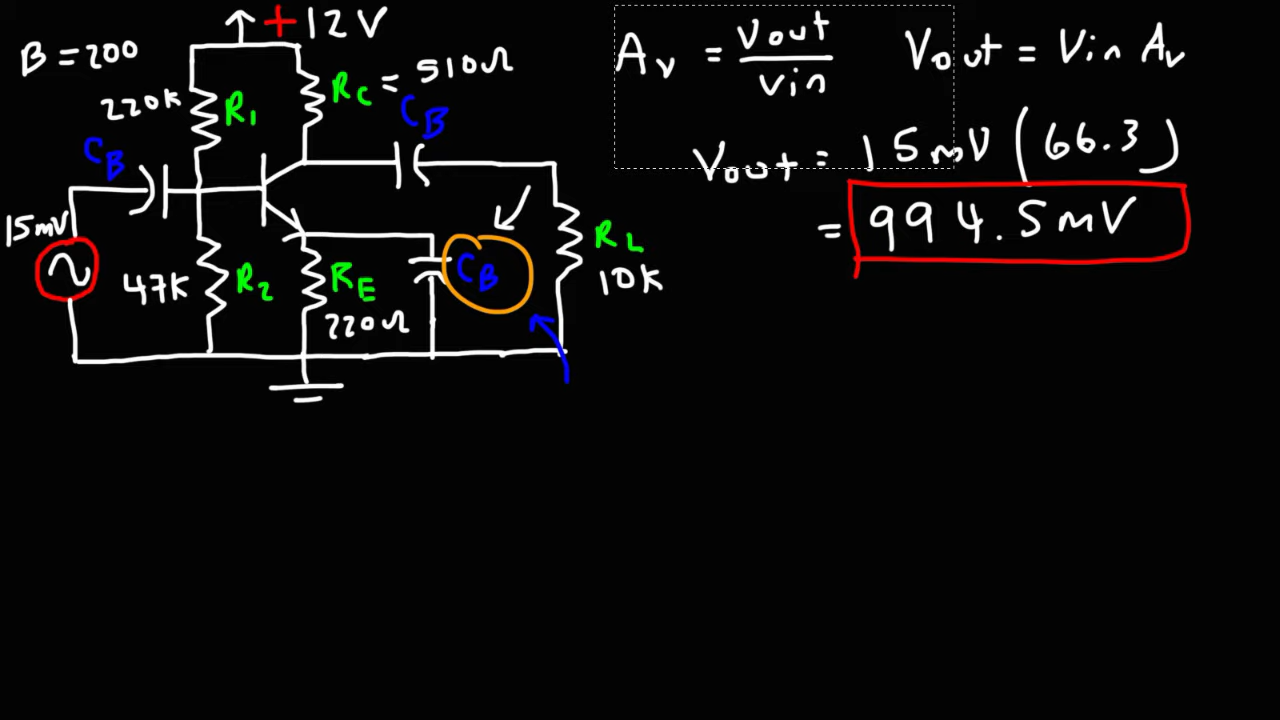 B = 200
+12V
220K R1
RC = 510Ω
CB
CB
15mV
47K R2
RE
220Ω
CB
RL
10K
Av = Vout/Vin
Vout = Vin Av
Vout = 15mV (66.3)
= 994.5mV